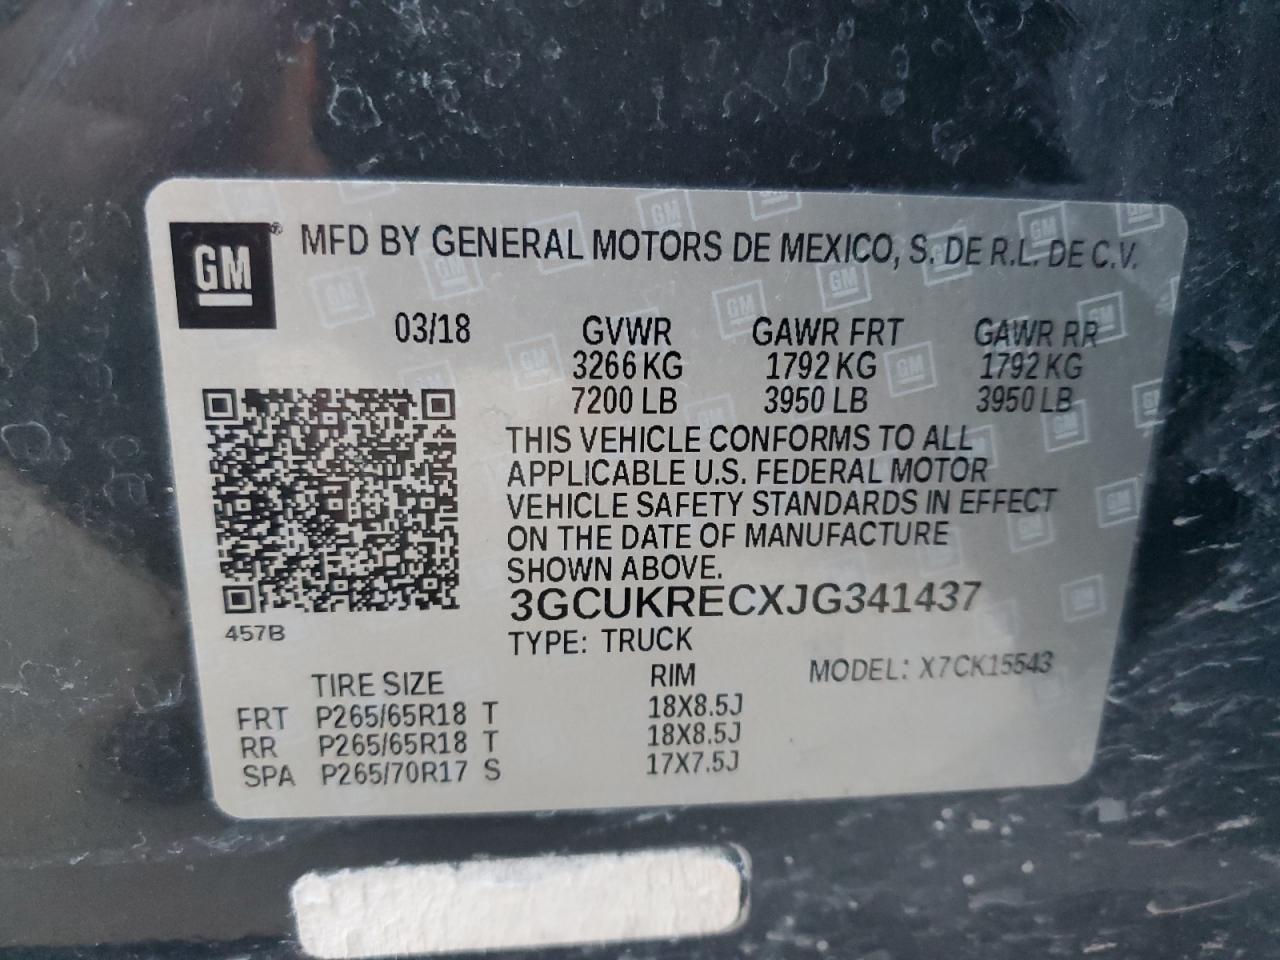 GM® MFD BY GENERAL MOTORS DE MEXICO, S. DE R.L. DE C.V.
03/18 GVWR GAWR FRT GAWR RR
3266 KG 1792 KG 1792 KG
7200 LB 3950 LB 3950 LB
THIS VEHICLE CONFORMS TO ALL
APPLICABLE U.S. FEDERAL MOTOR
VEHICLE SAFETY STANDARDS IN EFFECT
ON THE DATE OF MANUFACTURE
SHOWN ABOVE.
3GCUKRECXJG341437
457B
TYPE: TRUCK
TIRE SIZE RIM MODEL: X7CK15543
FRT P265/65R18 T 18X8.5J
RR P265/65R18 T 18X8.5J
SPA P265/70R17 S 17X7.5J